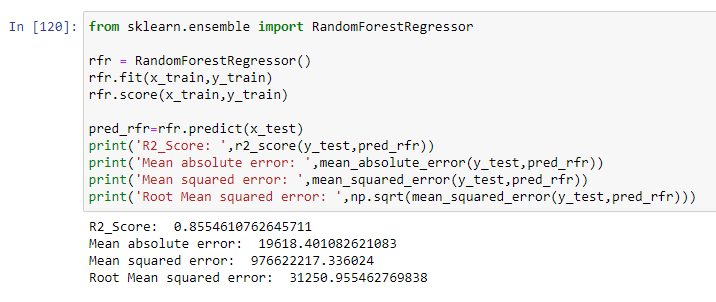 In [120]: from sklearn.ensemble import RandomForestRegressor
rfr = RandomForestRegressor()
rfr.fit(x_train,y_train)
rfr.score(x_train,y_train)
pred_rfr=rfr.predict(x_test)
print('R2_Score: ',r2_score(y_test,pred_rfr))
print('Mean absolute error: ',mean_absolute_error(y_test,pred_rfr))
print('Mean squared error: ',mean_squared_error(y_test,pred_rfr))
print('Root Mean squared error: ',np.sqrt(mean_squared_error(y_test,pred_rfr)))
R2_Score:  0.8554610762645711
Mean absolute error:  19618.401082621083
Mean squared error:  976622217.336024
Root Mean squared error:  31250.955462769838